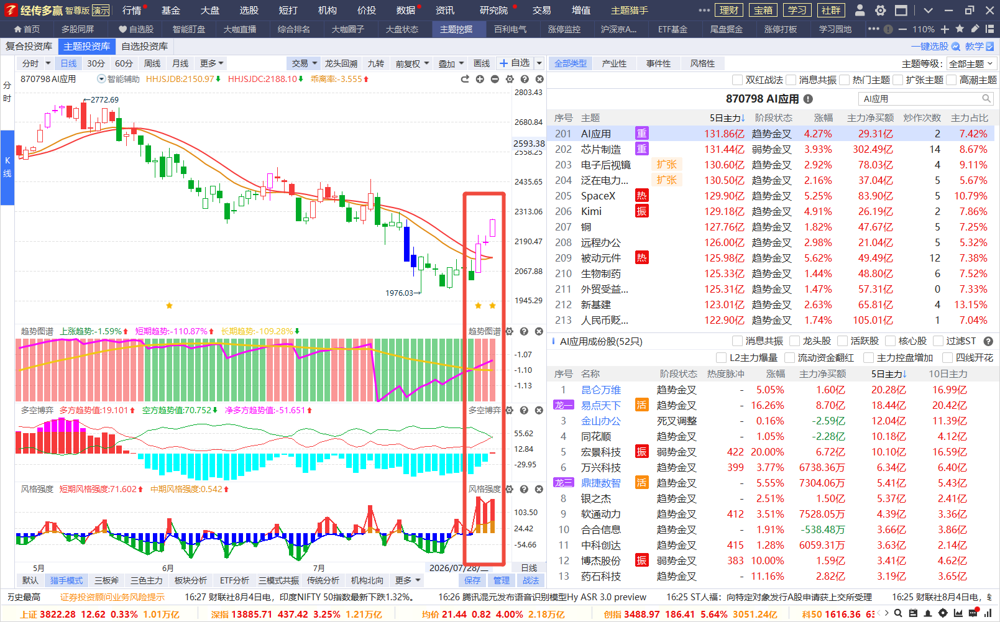 经传多赢 智尊版 演示 行情 基金 大盘 选股 短打 机构 价投 数据 资讯 研究院 交易 增值 主题猎手 理财 宝箱 学习 社群
首页 多股同屏 自选股 智能盯盘 大咖直播 综合排名 大咖圈子 大盘状态 主题挖掘 百利电气 涨停监控 沪深京A... ETF基金 尾盘掘金 涨停打板 学习园地 110%
复合投资库 主题投资库 自选投资库 一键选股 教学
分时 日线 30分 60分 周线 月线 更多 交易 龙头回溯 九转 前复权 叠加 画线 自选
分时
K线
870798 AI应用 智能辅助 HHJSJDB:2150.97 HHJSJDC:2188.10 乖离率:-3.555
2803.43
2772.69
2680.84
2593.38
2558.25
2435.65
2313.06
2190.47
2067.88
1976.03
1945.29
趋势图谱 上涨趋势:-1.59% 短期趋势:-110.87% 长期趋势:-109.28% 趋势图谱
-1.07
-1.10
-1.13
多空博弈 多方趋势值:19.101 空方趋势值:70.752 净多方趋势值:-51.651 多空博弈
55.62
12.84
-29.95
风格强度 短期风格强度:71.602 中期风格强度:0.542 风格强度
103.50
24.42
-54.66
5月 6月 7月 2026/07/28/二 日线
默认 猎手模式 三板斧 三色主力 板块分析 ETF分析 三模式共振 传统分析 机构北向 更多 保存 管理 战法
全部类型 产业性 事件性 风格性 主题等级: 全部主题
双红战法 消息共振 热门主题 扩张主题 高潮主题
870798 AI应用 AI应用
序号 主题 5日主力↓ 阶段状态 涨幅 主力净买额 炒作次数 主力占比
201 AI应用 重 131.86亿 趋势金叉 4.27% 29.31亿 2 7.42%
202 芯片制造 重 131.44亿 弱势金叉 3.93% 302.49亿 14 8.67%
203 电子后视镜 扩张 130.60亿 趋势金叉 2.92% 78.03亿 4 9.11%
204 泛在电力... 扩张 130.50亿 趋势金叉 2.16% 37.04亿 5 5.67%
205 SpaceX 热 129.90亿 趋势金叉 5.25% 83.90亿 5 10.79%
206 Kimi 振 129.18亿 趋势金叉 4.91% 26.19亿 2 7.86%
207 铜 127.76亿 趋势金叉 1.82% 47.67亿 5 7.25%
208 远程办公 126.00亿 趋势金叉 2.98% 21.04亿 5 5.32%
209 被动元件 热 125.98亿 趋势金叉 5.62% 49.49亿 12 7.38%
210 生物制药 125.33亿 趋势金叉 1.44% 48.80亿 6 7.52%
211 外贸受益... 125.31亿 趋势金叉 1.47% 57.31亿 0 7.33%
212 新基建 123.01亿 趋势金叉 2.63% 65.81亿 4 13.15%
213 人民币贬... 122.90亿 趋势金叉 1.74% 105.01亿 1 7.04%
AI应用成份股(52只) 消息共振 龙头股 活跃股 核心股 过滤ST
L2主力爆量 流动资金翻红 主力控盘增加 四线开花
序号 名称 阶段状态 热度脉冲 涨幅 主力净买额 5日主力↓ 10日主力
1 昆仑万维 趋势金叉 - 5.05% 1.60亿 20.28亿 16.99亿
龙一 易点天下 活 趋势金叉 - 16.26% 8.70亿 18.44亿 20.42亿
3 金山办公 死叉调整 - 0.16% -2.59亿 12.04亿 11.39亿
4 同花顺 趋势金叉 - 1.05% -2.28亿 10.18亿 4.12亿
5 宏景科技 振 弱势金叉 422 20.00% 6.72亿 10.10亿 16.59亿
6 万兴科技 趋势金叉 399 3.77% 6738.36万 6.34亿 6.40亿
龙三 鼎捷数智 活 趋势金叉 - 5.55% 7304.06万 5.41亿 5.43亿
8 银之杰 趋势金叉 - 2.51% 1.50亿 5.37亿 2.41亿
9 软通动力 趋势金叉 412 3.51% 7528.05万 4.39亿 3.36亿
10 合合信息 趋势金叉 - 1.91% -538.48万 3.66亿 3.86亿
11 中科创达 趋势金叉 415 1.28% 6059.31万 3.63亿 2.14亿
12 博杰股份 振 弱势金叉 383 10.00% 1.59亿 3.41亿 4.62亿
13 药石科技 趋势金叉 - 11.16% 2.82亿 3.19亿 3.65亿
历史最高 证券投资顾问业务风险提示 16:27 财联社8月4日电，印度NIFTY 50指数最新下跌1.32%。 16:26 腾讯混元发布语音识别模型Hy ASR 3.0 preview 16:25 ST人福：向特定对象发行A股申请获上交所受理 16:25 财联社8月4日电，
上证 3822.28 12.62 0.33% 1.01万亿 深指 13885.71 437.42 3.25% 1.21万亿 均价 21.44 0.82 4.00% 2.18万亿 创指 3488.97 186.41 5.64% 3051.24亿 科50 1616.36